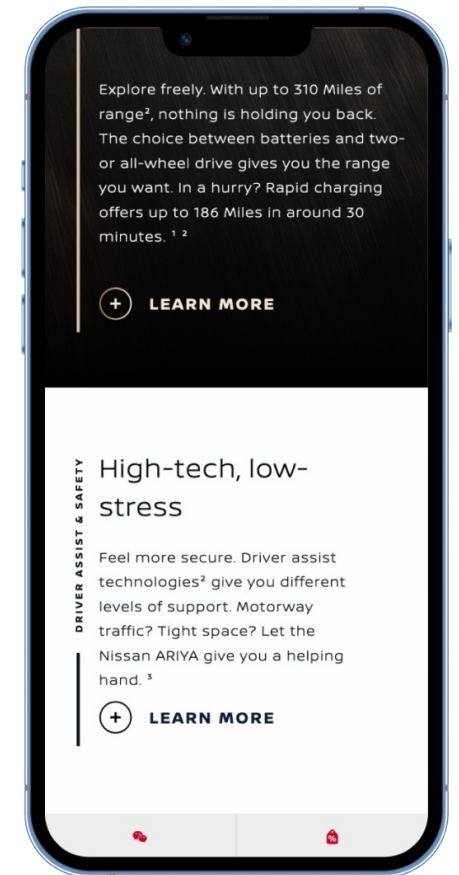 Explore freely. With up to 310 Miles of
range², nothing is holding you back.
The choice between batteries and two-
or all-wheel drive gives you the range
you want. In a hurry? Rapid charging
offers up to 186 Miles in around 30
minutes. ¹ ²
LEARN MORE
DRIVER ASSIST & SAFETY
High-tech, low-
stress
Feel more secure. Driver assist
technologies² give you different
levels of support. Motorway
traffic? Tight space? Let the
Nissan ARIYA give you a helping
hand. ³
LEARN MORE